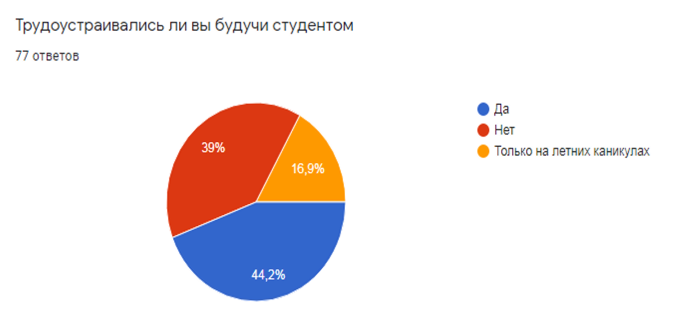 Трудоустраивались ли вы будучи студентом
77 ответов
Да
Нет
Только на летних каникулах
39%
16,9%
44,2%